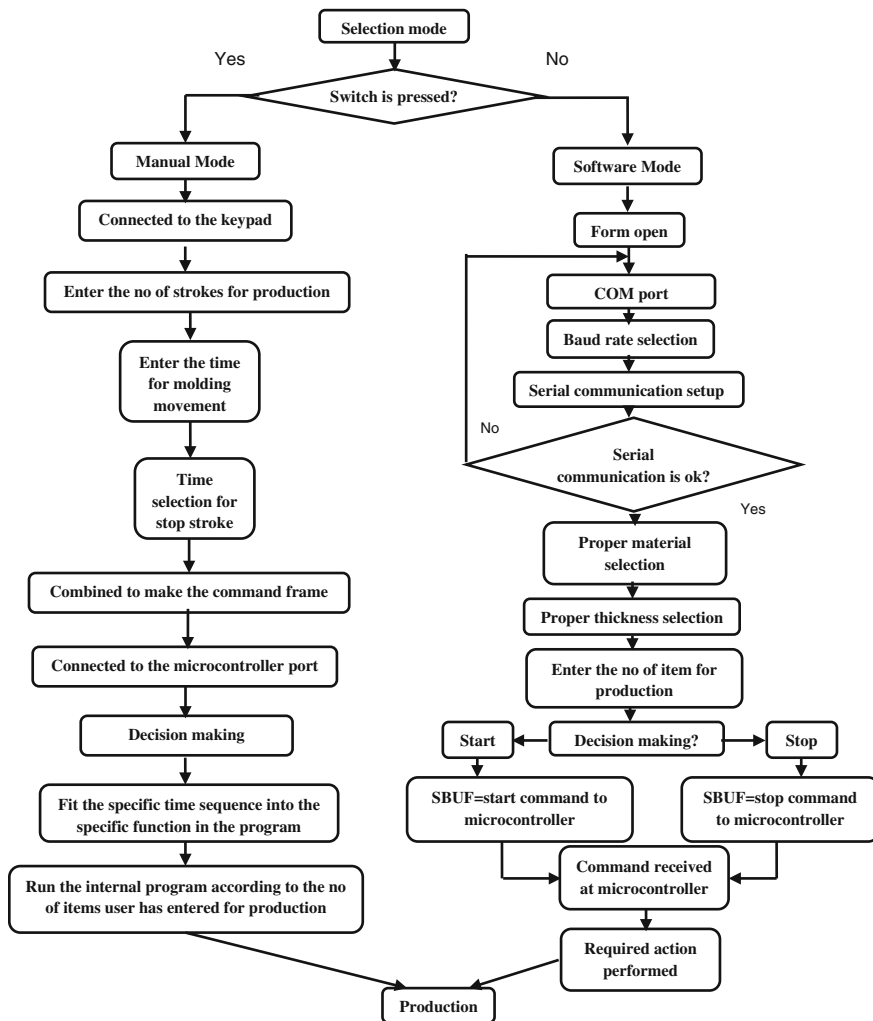 Selection mode
Yes
No
Switch is pressed?
Manual Mode
Connected to the keypad
Enter the no of strokes for production
Enter the time
for molding
movement
Time
selection for
stop stroke
Combined to make the command frame
Connected to the microcontroller port
Decision making
Fit the specific time sequence into the
specific function in the program
Run the internal program according to the no
of items user has entered for production
Software Mode
Form open
COM port
Baud rate selection
Serial communication setup
No
Serial
communication is ok?
Yes
Proper material
selection
Proper thickness selection
Enter the no of item for
production
Start
Decision making?
Stop
SBUF=start command to
microcontroller
SBUF=stop command
to microcontroller
Command received
at microcontroller
Required action
performed
Production